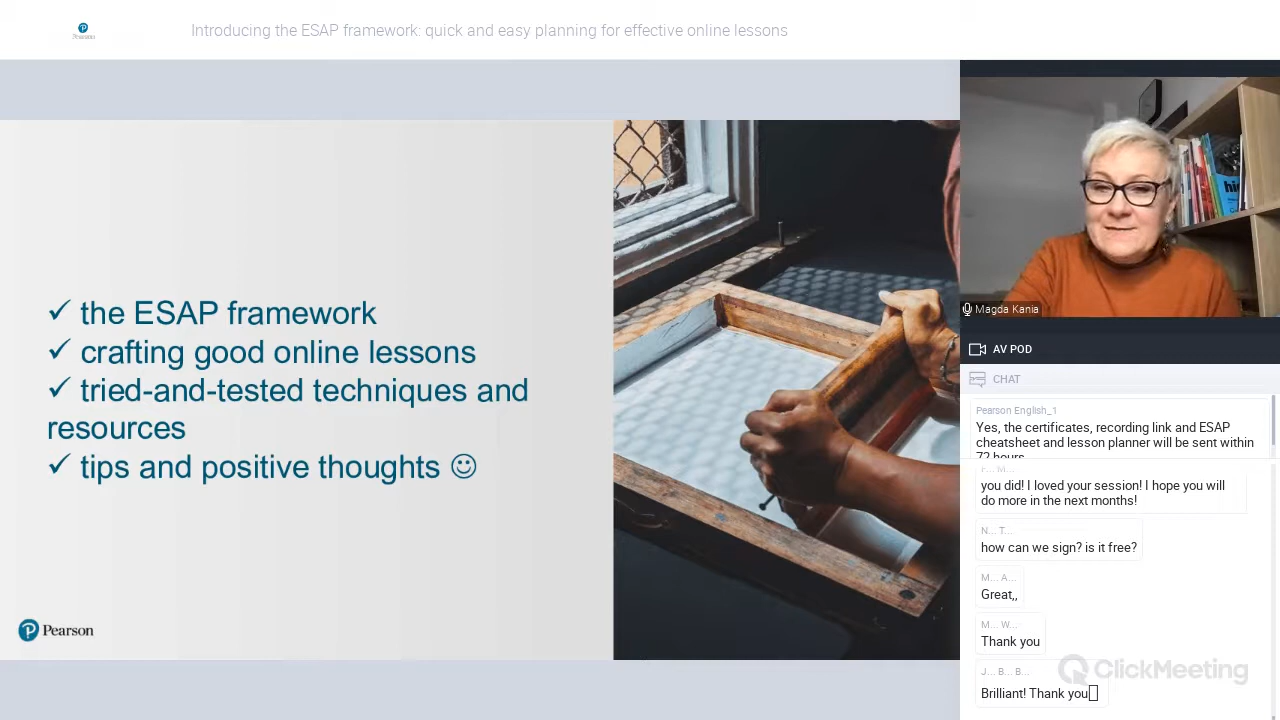 Pearson
Introducing the ESAP framework: quick and easy planning for effective online lessons
✓ the ESAP framework
✓ crafting good online lessons
✓ tried-and-tested techniques and
resources
✓ tips and positive thoughts ☺
Pearson
hi
Magda Kania
AV POD
CHAT
Pearson English_1
Yes, the certificates, recording link and ESAP
cheatsheet and lesson planner will be sent within
72 hours
F... M...
you did! I loved your session! I hope you will
do more in the next months!
N... T...
how can we sign? is it free?
M... A...
Great,,
M... W...
Thank you
J... B... B...
Brilliant! Thank you
ClickMeeting